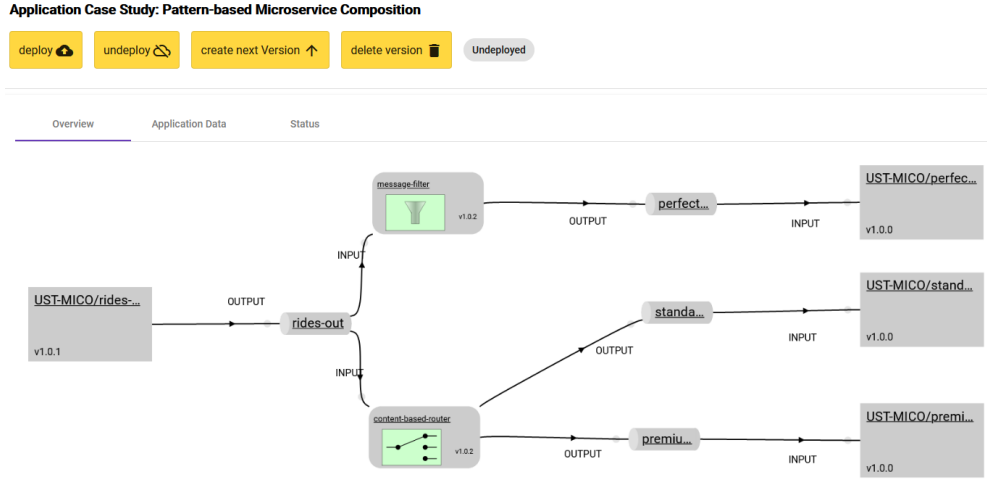 Application Case Study: Pattern-based Microservice Composition
deploy
undeploy
create next Version
delete version
Undeployed
Overview
Application Data
Status
message-filter
v1.0.2
OUTPUT
perfect...
INPUT
UST-MICO/perfec...
v1.0.0
INPUT
UST-MICO/rides-...
v1.0.1
OUTPUT
rides-out
standa...
OUTPUT
INPUT
UST-MICO/stand...
v1.0.0
INPUT
content-based-router
v1.0.2
OUTPUT
premiu...
INPUT
UST-MICO/premi...
v1.0.0